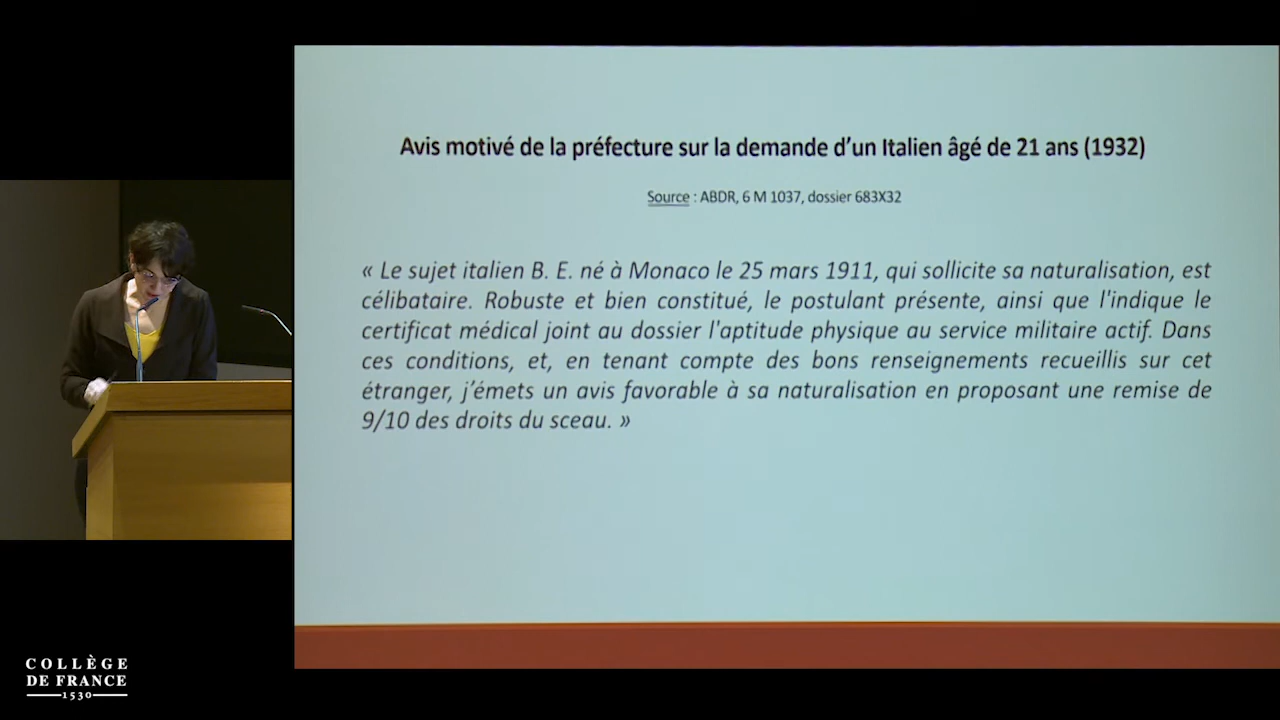 Avis motivé de la préfecture sur la demande d’un Italien âgé de 21 ans (1932)
Source : ABDR, 6 M 1037, dossier 683X32
« Le sujet italien B. E. né à Monaco le 25 mars 1911, qui sollicite sa naturalisation, est
célibataire. Robuste et bien constitué, le postulant présente, ainsi que l'indique le
certificat médical joint au dossier l'aptitude physique au service militaire actif. Dans
ces conditions, et, en tenant compte des bons renseignements recueillis sur cet
étranger, j’émets un avis favorable à sa naturalisation en proposant une remise de
9/10 des droits du sceau. »
COLLÈGE
DE FRANCE
1530